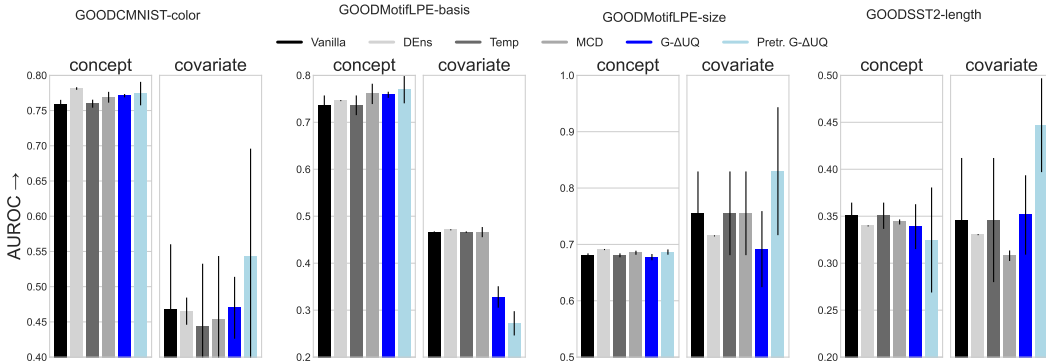 GOODCMNIST-color
GOODMotifLPE-basis
GOODMotifLPE-size
GOODSST2-length
Vanilla DEns Temp MCD G-ΔUQ Pretr. G-ΔUQ
AUROC →
concept covariate
0.80
0.75
0.70
0.65
0.60
0.55
0.50
0.45
0.40
concept covariate
0.8
0.7
0.6
0.5
0.4
0.3
0.2
concept covariate
1.0
0.9
0.8
0.7
0.6
0.5
concept covariate
0.50
0.45
0.40
0.35
0.30
0.25
0.20